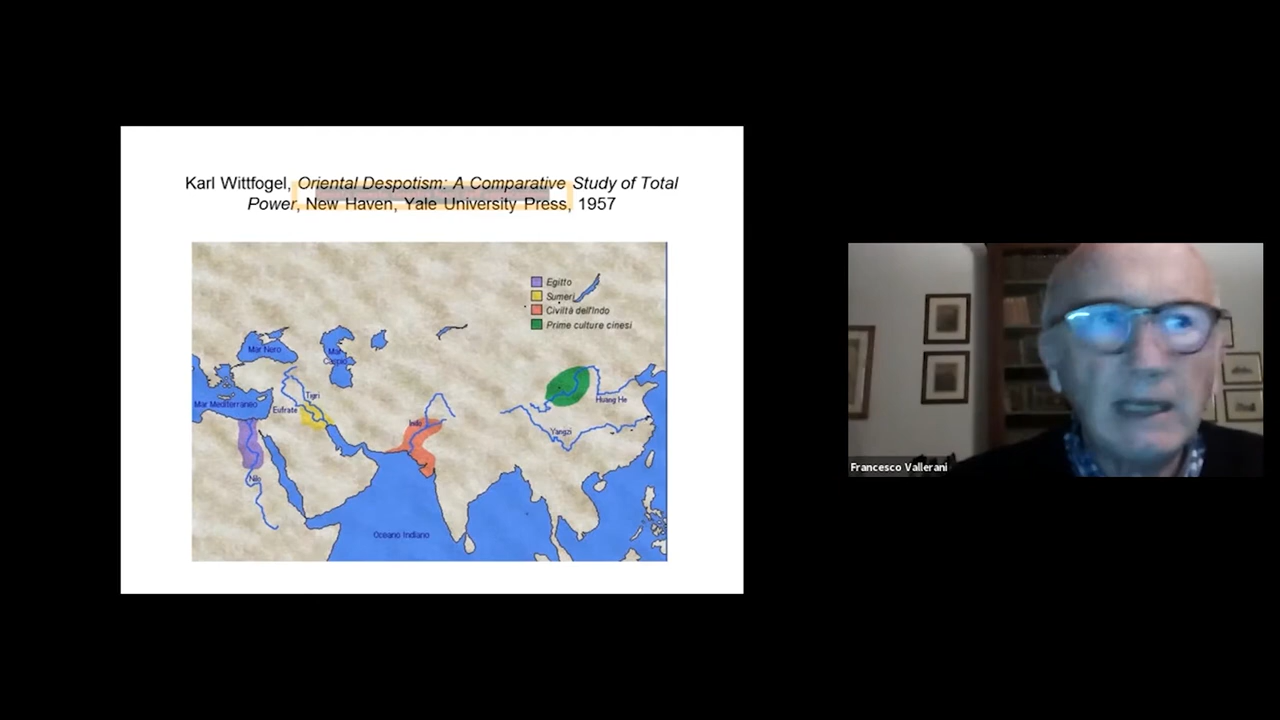 Karl Wittfogel, Oriental Despotism: A Comparative Study of Total
Power, New Haven, Yale University Press, 1957
Egitto
Sumeri
Civiltà dell'Indo
Prime culture cinesi
Mar Nero
Mar
Caspio
Tigri
Mar Mediterraneo
Eufrate
Huang He
Indo
Yangzi
Nilo
Oceano Indiano
Francesco Vallerani